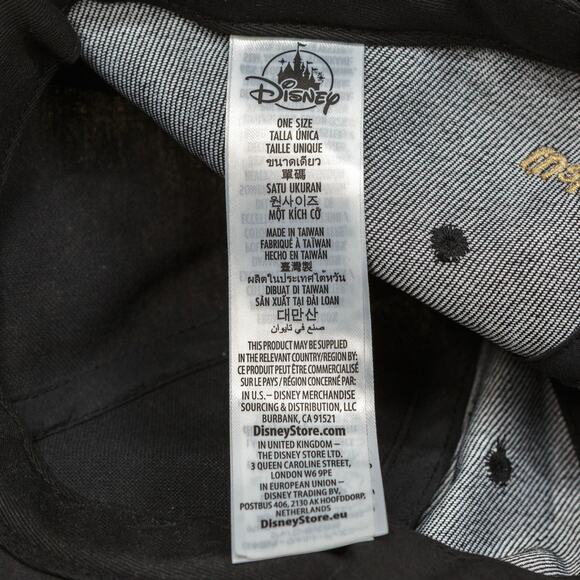 Disney
ONE SIZE
TALLA ÚNICA
TAILLE UNIQUE
ขนาดเดียว
單碼
SATU UKURAN
원사이즈
MỘT KÍCH CỠ
MADE IN TAIWAN
FABRIQUÉ À TAÏWAN
HECHO EN TAIWÁN
臺灣製
ผลิตในประเทศไต้หวัน
DIBUAT DI TAIWAN
SẢN XUẤT TẠI ĐÀI LOAN
대만산
صنع في تايوان
THIS PRODUCT MAY BE SUPPLIED
IN THE RELEVANT COUNTRY/REGION BY:
CE PRODUIT PEUT ÊTRE COMMERCIALISÉ
SUR LE PAYS / RÉGION CONCERNÉ PAR:
IN U.S.– DISNEY MERCHANDISE
SOURCING & DISTRIBUTION, LLC
BURBANK, CA 91521
DisneyStore.com
IN UNITED KINGDOM –
THE DISNEY STORE LTD.
3 QUEEN CAROLINE STREET,
LONDON W6 9PE
IN EUROPEAN UNION –
DISNEY TRADING BV,
POSTBUS 406, 2130 AK HOOFDDORP,
NETHERLANDS
DisneyStore.eu